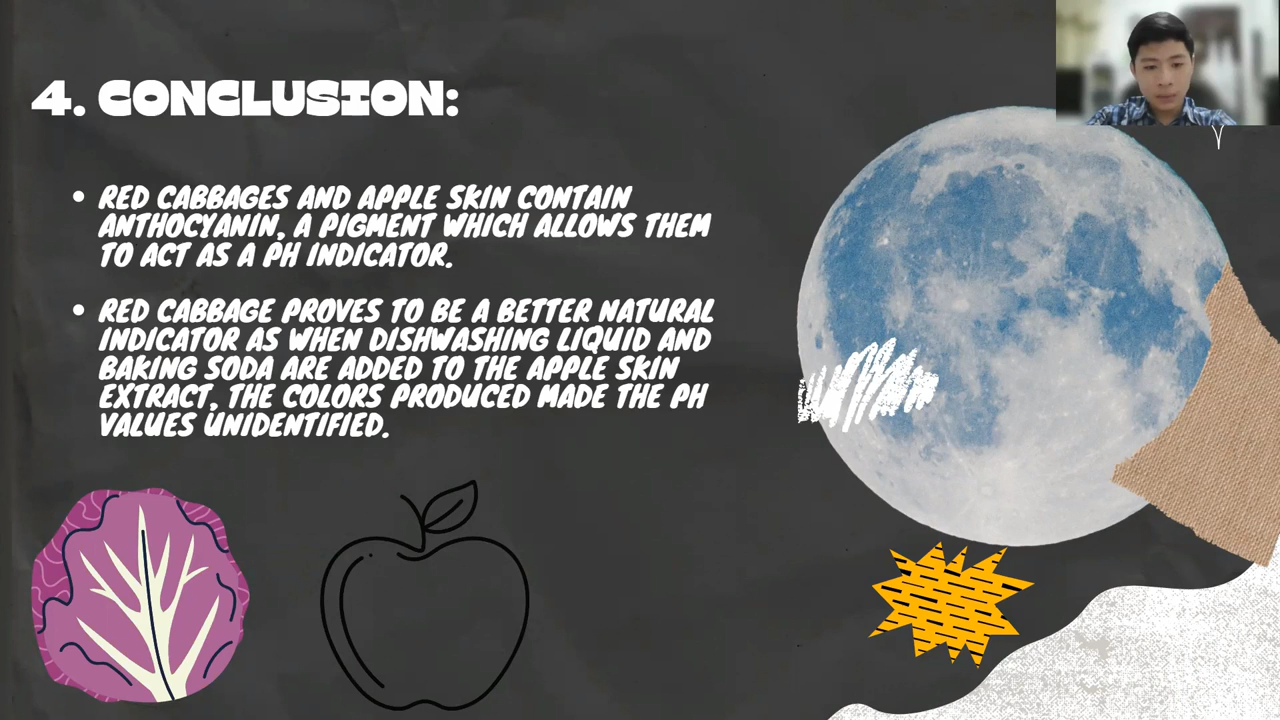 4. CONCLUSION:
• RED CABBAGES AND APPLE SKIN CONTAIN
ANTHOCYANIN, A PIGMENT WHICH ALLOWS THEM
TO ACT AS A PH INDICATOR.
• RED CABBAGE PROVES TO BE A BETTER NATURAL
INDICATOR AS WHEN DISHWASHING LIQUID AND
BAKING SODA ARE ADDED TO THE APPLE SKIN
EXTRACT, THE COLORS PRODUCED MADE THE PH
VALUES UNIDENTIFIED.